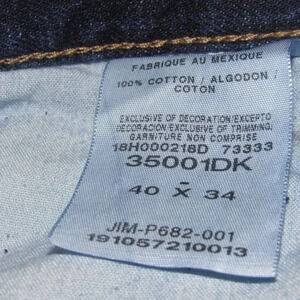 FABRIQUE AU MEXIQUE
100% COTTON / ALGODON /
COTON
EXCLUSIVE OF DECORATION/EXCEPTO
DECORACION/EXCLUSIVE OF TRIMMING/
GARNITURE NON COMPRISE
18H000218D 73333
35001DK
-
40 X 34
JIM-P682-001
191057210013